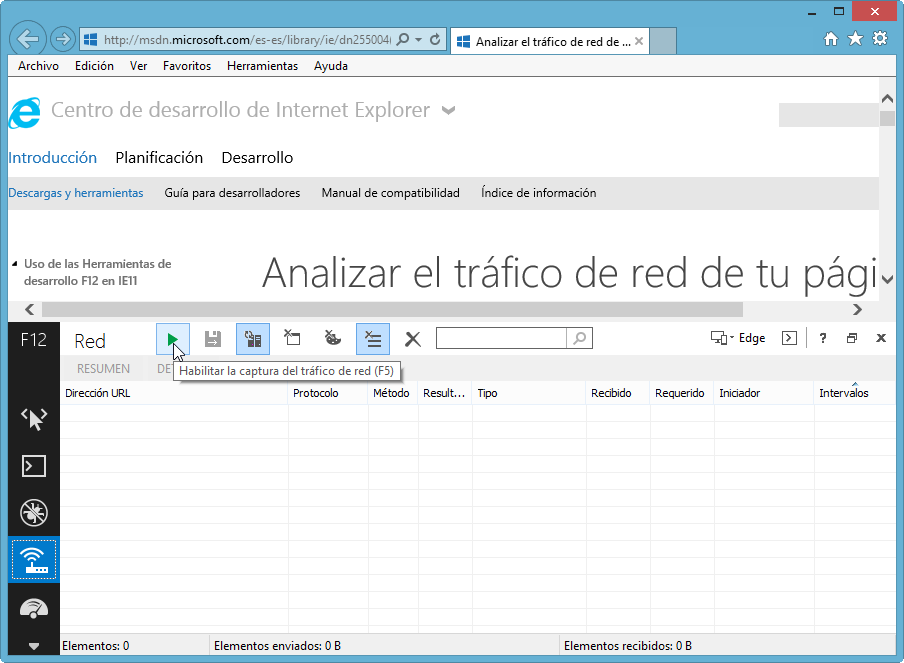 http://msdn.microsoft.com/es-es/library/ie/dn255004(
Analizar el tráfico de red de ...
Archivo Edición Ver Favoritos Herramientas Ayuda
Centro de desarrollo de Internet Explorer
Introducción Planificación Desarrollo
Descargas y herramientas Guía para desarrolladores Manual de compatibilidad Índice de información
Uso de las Herramientas de
desarrollo F12 en IE11
Analizar el tráfico de red de tu pági
F12 Red Edge ?
Habilitar la captura del tráfico de red (F5)
RESUMEN DE
Dirección URL Protocolo Método Result... Tipo Recibido Requerido Iniciador Intervalos
Elementos: 0 Elementos enviados: 0 B Elementos recibidos: 0 B